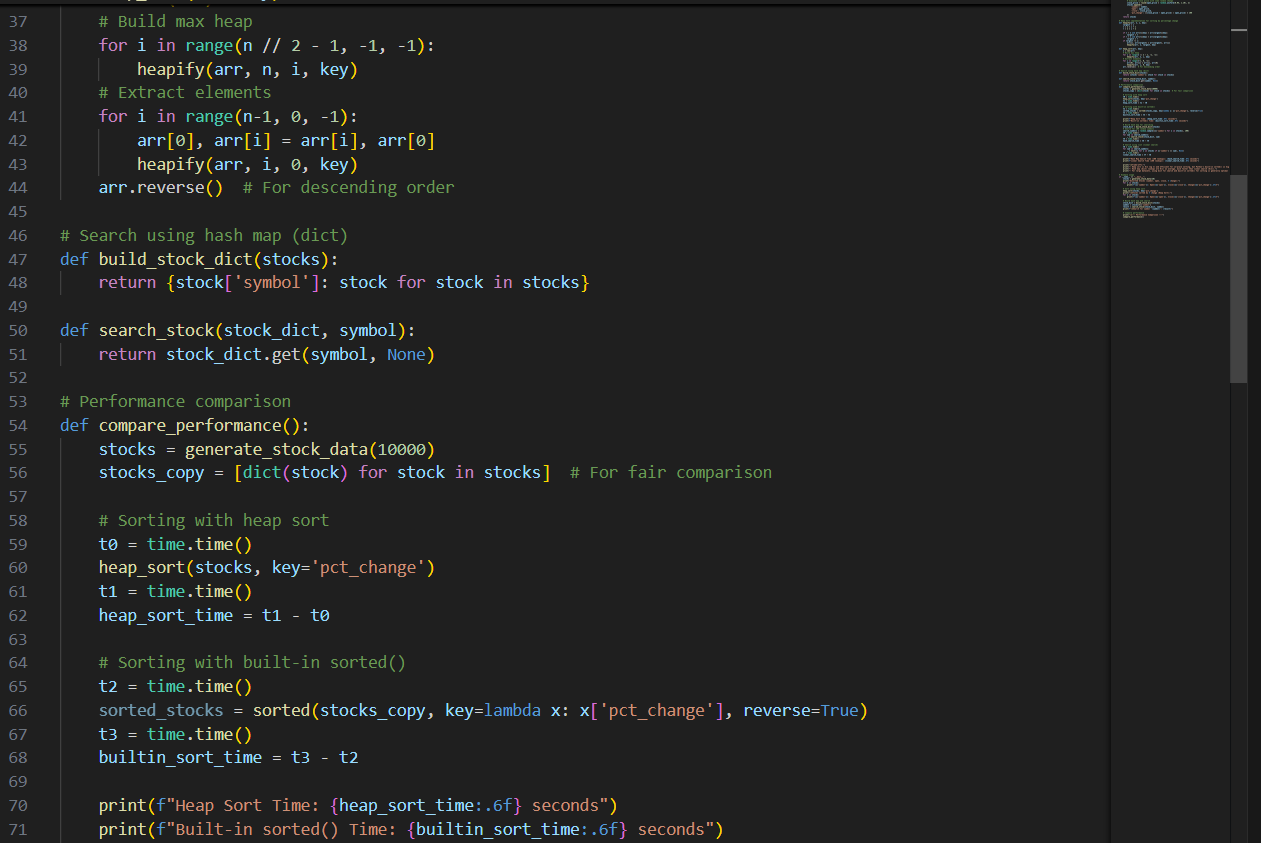 37 # Build max heap
38 for i in range(n // 2 - 1, -1, -1):
39 heapify(arr, n, i, key)
40 # Extract elements
41 for i in range(n-1, 0, -1):
42 arr[0], arr[i] = arr[i], arr[0]
43 heapify(arr, i, 0, key)
44 arr.reverse()  # For descending order
45
46 # Search using hash map (dict)
47 def build_stock_dict(stocks):
48 return {stock['symbol']: stock for stock in stocks}
49
50 def search_stock(stock_dict, symbol):
51 return stock_dict.get(symbol, None)
52
53 # Performance comparison
54 def compare_performance():
55 stocks = generate_stock_data(10000)
56 stocks_copy = [dict(stock) for stock in stocks]  # For fair comparison
57
58 # Sorting with heap sort
59 t0 = time.time()
60 heap_sort(stocks, key='pct_change')
61 t1 = time.time()
62 heap_sort_time = t1 - t0
63
64 # Sorting with built-in sorted()
65 t2 = time.time()
66 sorted_stocks = sorted(stocks_copy, key=lambda x: x['pct_change'], reverse=True)
67 t3 = time.time()
68 builtin_sort_time = t3 - t2
69
70 print(f"Heap Sort Time: {heap_sort_time:.6f} seconds")
71 print(f"Built-in sorted() Time: {builtin_sort_time:.6f} seconds")